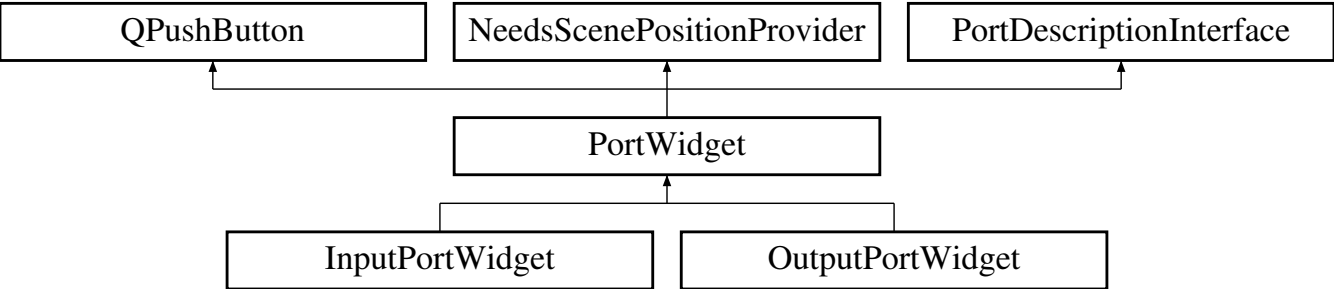 QPushButton
NeedsScenePositionProvider
PortDescriptionInterface
PortWidget
InputPortWidget
OutputPortWidget